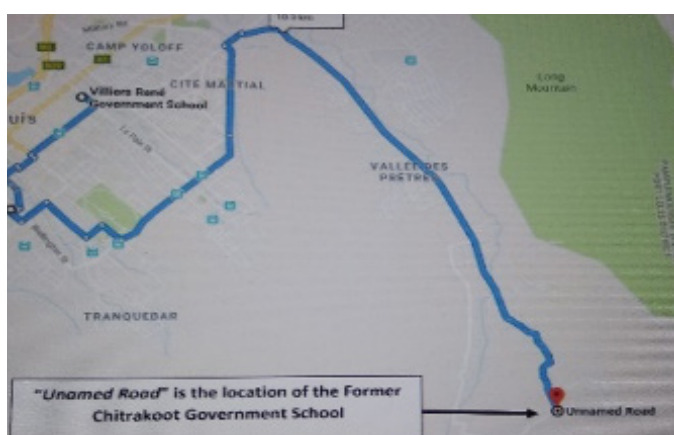 CAMP YOLOFF
CITE MARTIAL
Villiers René
Government School
uis
Long
Mountain
VALLEE DES
PRETRES
TRANQUEBAR
"Unamed Road" is the location of the Former
Chitrakoot Government School
Unnamed Road